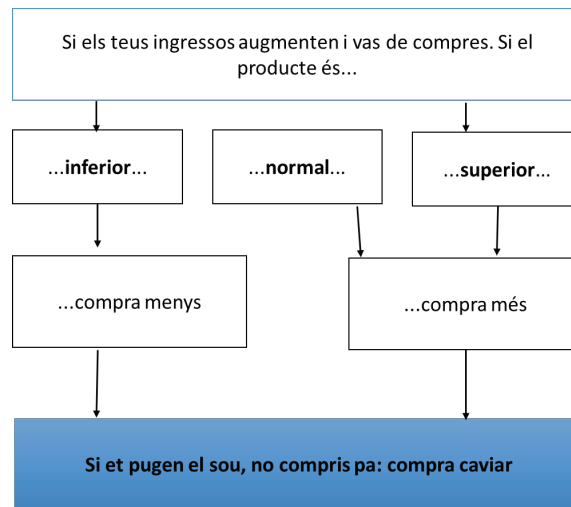 Si els teus ingressos augmenten i vas de compres. Si el
producte és...
...inferior...
...normal...
...superior...
...compra menys
...compra més
Si et pugen el sou, no compris pa: compra caviar